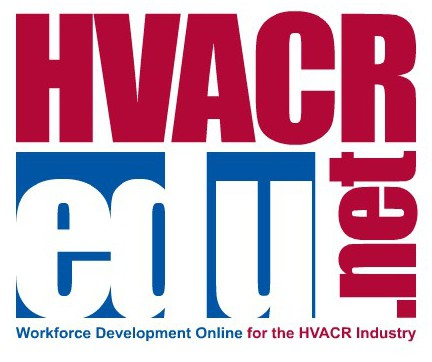 HVACR
edu
.net
Workforce Development Online for the HVACR Industry